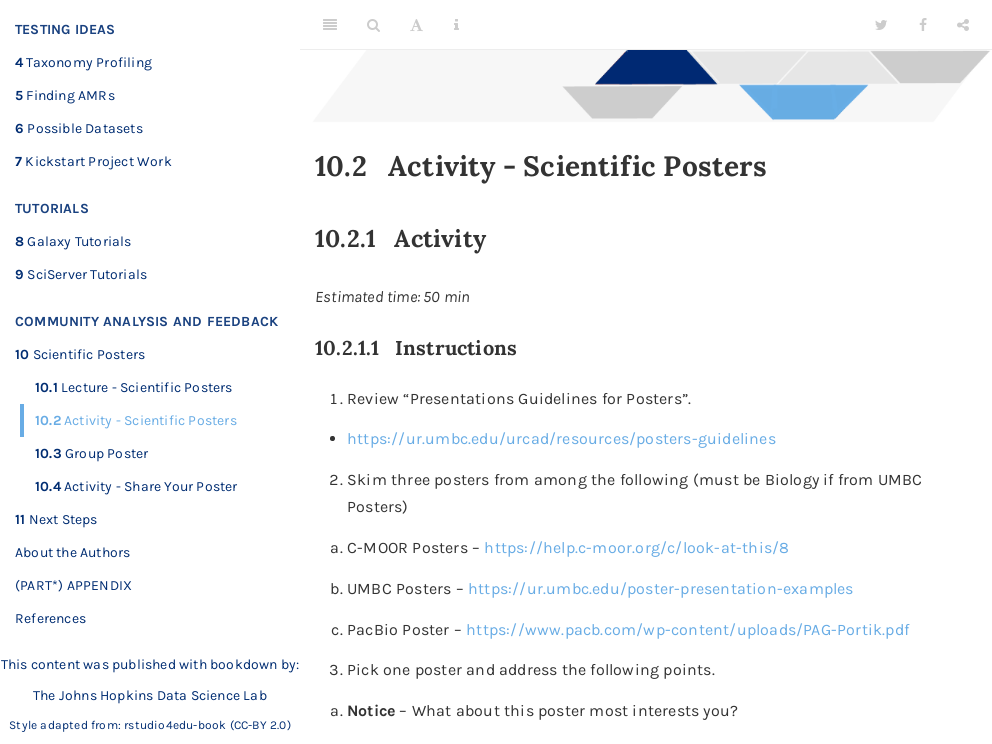 TESTING IDEAS
4 Taxonomy Profiling
5 Finding AMRs
6 Possible Datasets
7 Kickstart Project Work
TUTORIALS
8 Galaxy Tutorials
9 SciServer Tutorials
COMMUNITY ANALYSIS AND FEEDBACK
10 Scientific Posters
10.1 Lecture - Scientific Posters
10.2 Activity - Scientific Posters
10.3 Group Poster
10.4 Activity - Share Your Poster
11 Next Steps
About the Authors
(PART*) APPENDIX
References
This content was published with bookdown by:
The Johns Hopkins Data Science Lab
Style adapted from: rstudio4edu-book (CC-BY 2.0)
10.2 Activity - Scientific Posters
10.2.1 Activity
Estimated time: 50 min
10.2.1.1 Instructions
1. Review “Presentations Guidelines for Posters”.
• https://ur.umbc.edu/urcad/resources/posters-guidelines
2. Skim three posters from among the following (must be Biology if from UMBC
Posters)
a. C-MOOR Posters – https://help.c-moor.org/c/look-at-this/8
b. UMBC Posters – https://ur.umbc.edu/poster-presentation-examples
c. PacBio Poster – https://www.pacb.com/wp-content/uploads/PAG-Portik.pdf
3. Pick one poster and address the following points.
a. Notice – What about this poster most interests you?